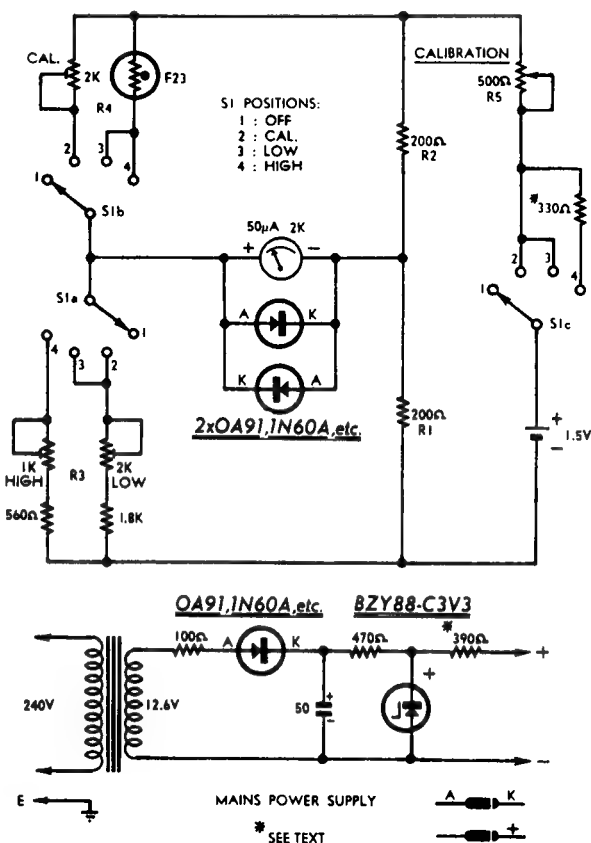 CAL.
2K
R4
F23
CALIBRATION
500Ω
R5
S1 POSITIONS:
1 : OFF
2 : CAL.
3 : LOW
4 : HIGH
200Ω
R2
*330Ω
2
3
4
1
S1b
2
3
4
1
S1c
50µA 2K
+ −
S1a
1
A K
K A
4
3
2
2xOA91,1N60A,etc.
200Ω
R1
+
1.5V
−
1K
HIGH
R3
2K
LOW
560Ω
1.8K
OA91,1N60A,etc.
BZY88-C3V3
100Ω
A K
470Ω
*
390Ω
+
240V
12.6V
50
+
−
+
−
E
MAINS POWER SUPPLY
A K
* SEE TEXT
+